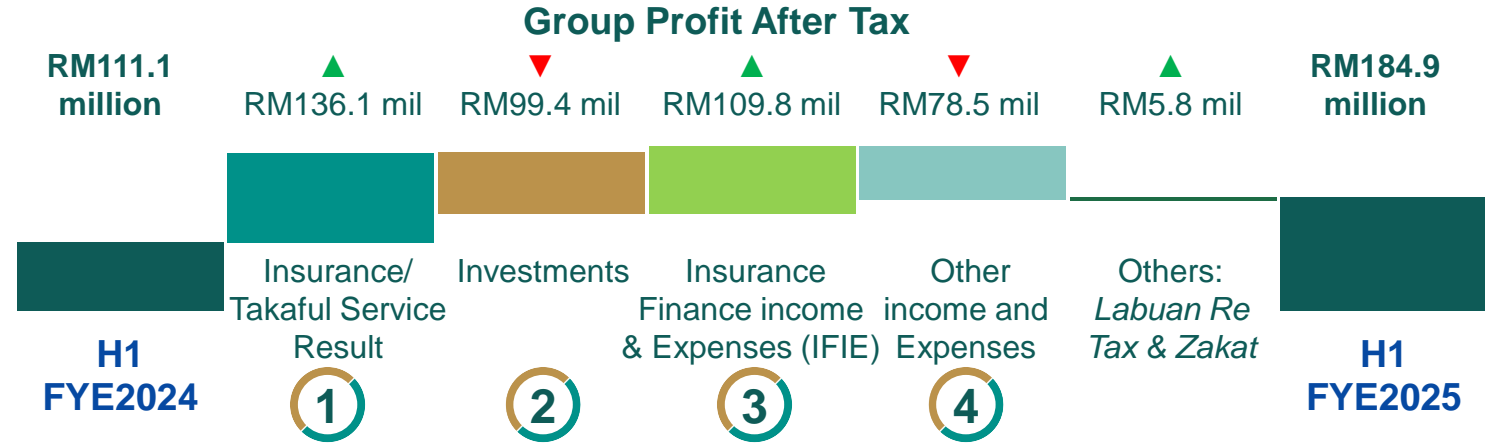 Group Profit After Tax
RM111.1
million
▲
RM136.1 mil
▼
RM99.4 mil
▲
RM109.8 mil
▼
RM78.5 mil
▲
RM5.8 mil
RM184.9
million
H1
FYE2024
Insurance/
Takaful Service
Result
1
Investments
2
Insurance
Finance income
& Expenses (IFIE)
3
Other
income and
Expenses
4
Others:
Labuan Re
Tax & Zakat
H1
FYE2025